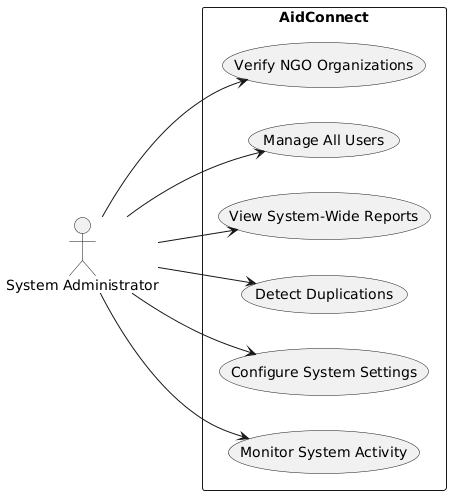 AidConnect
Verify NGO Organizations
Manage All Users
View System-Wide Reports
Detect Duplications
System Administrator
Configure System Settings
Monitor System Activity